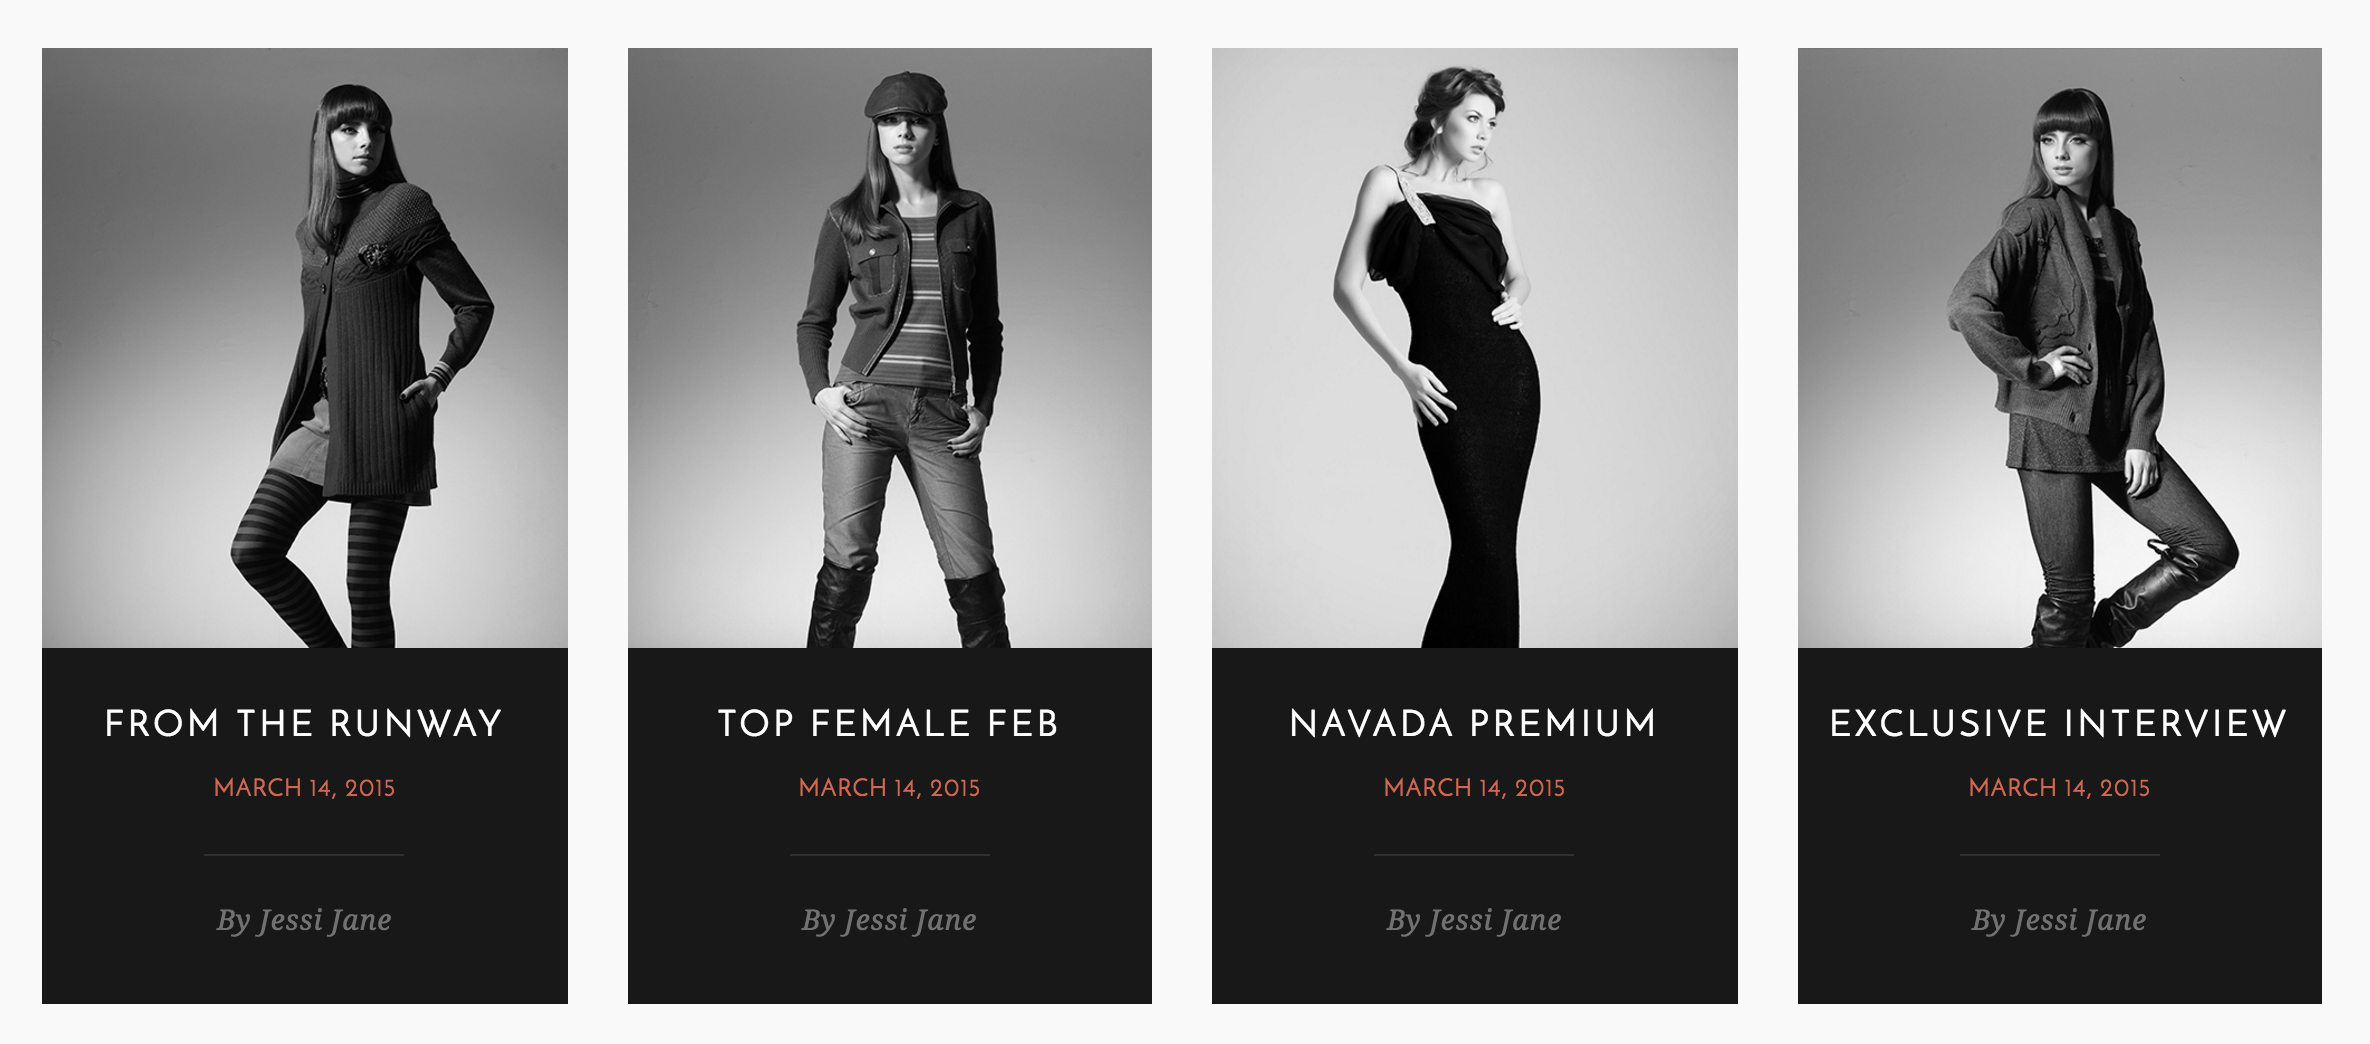 FROM THE RUNWAY
MARCH 14, 2015
By Jessi Jane
TOP FEMALE FEB
MARCH 14, 2015
By Jessi Jane
NAVADA PREMIUM
MARCH 14, 2015
By Jessi Jane
EXCLUSIVE INTERVIEW
MARCH 14, 2015
By Jessi Jane